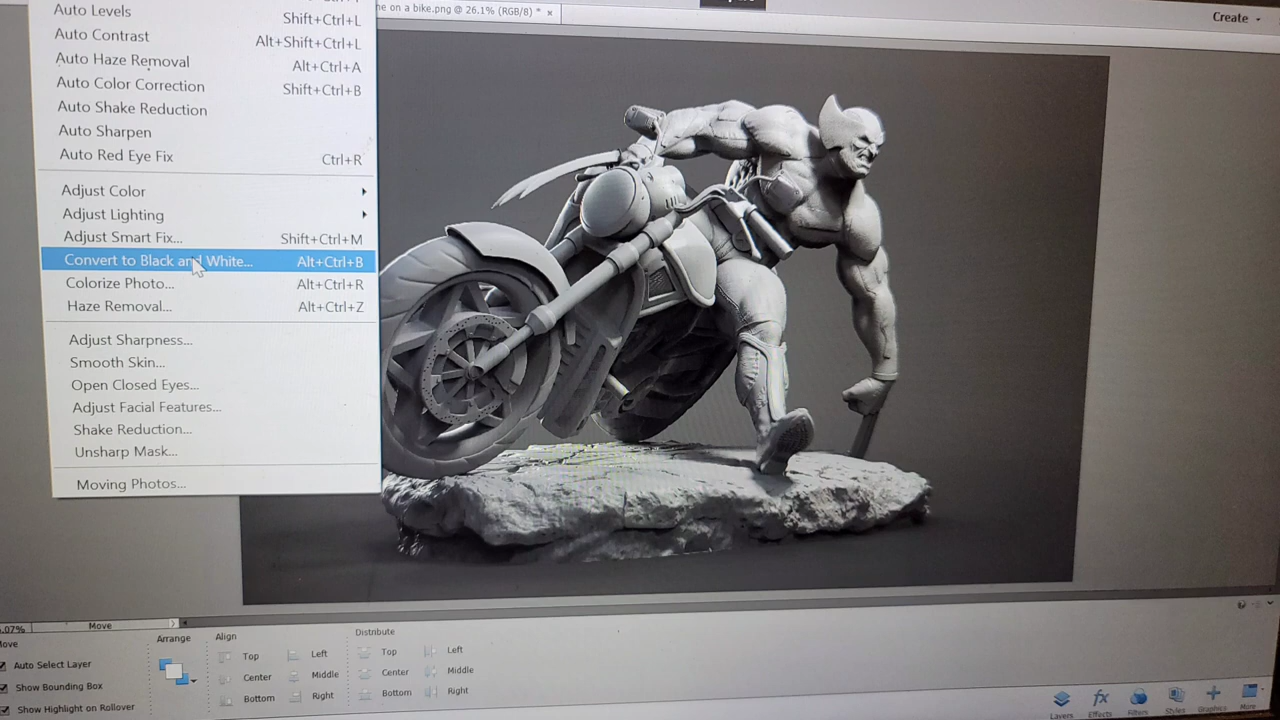 ne on a bike.png @ 26.1% (RGB/8) * ×
Create
Auto Levels Shift+Ctrl+L
Auto Contrast Alt+Shift+Ctrl+L
Auto Haze Removal Alt+Ctrl+A
Auto Color Correction Shift+Ctrl+B
Auto Shake Reduction
Auto Sharpen
Auto Red Eye Fix Ctrl+R
Adjust Color
Adjust Lighting
Adjust Smart Fix... Shift+Ctrl+M
Convert to Black and White... Alt+Ctrl+B
Colorize Photo... Alt+Ctrl+R
Haze Removal... Alt+Ctrl+Z
Adjust Sharpness...
Smooth Skin...
Open Closed Eyes...
Adjust Facial Features...
Shake Reduction...
Unsharp Mask...
Moving Photos...
.07% Move
Move Arrange Align Distribute
Auto Select Layer Top Left Top Left
Show Bounding Box Center Middle Center Middle
Show Highlight on Rollover Bottom Right Bottom Right
Layers Effects Filters Styles Graphics More